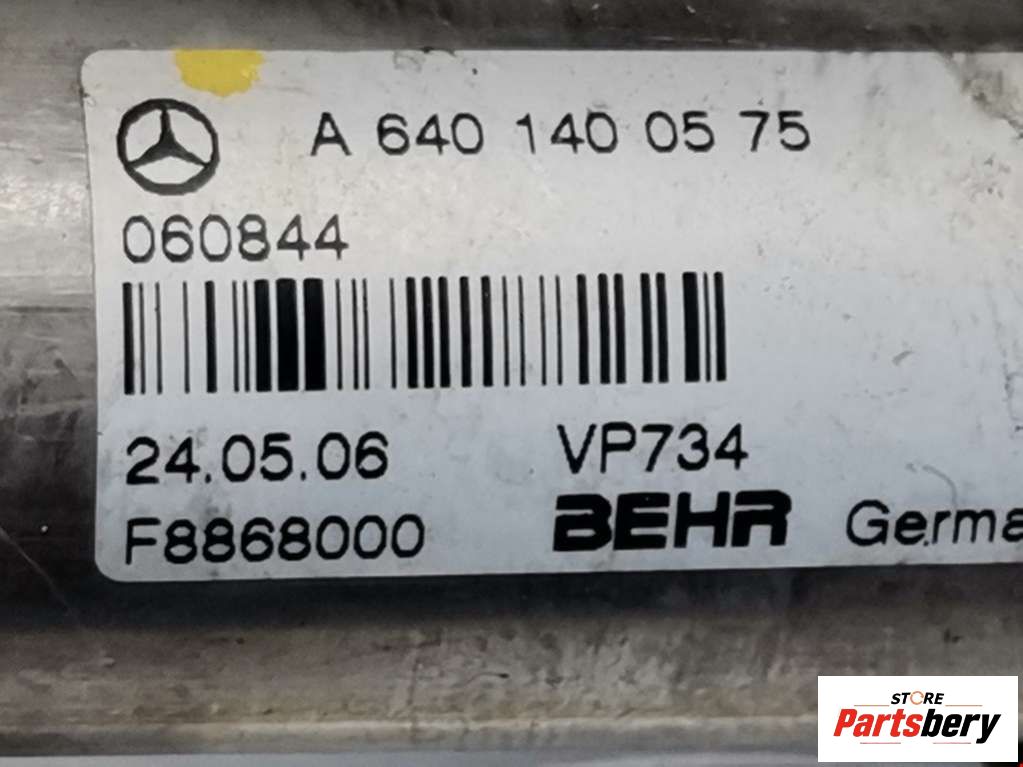 A 640 140 05 75
060844
24.05.06 VP734
F8868000 BEHR Germa
STORE
Partsbery